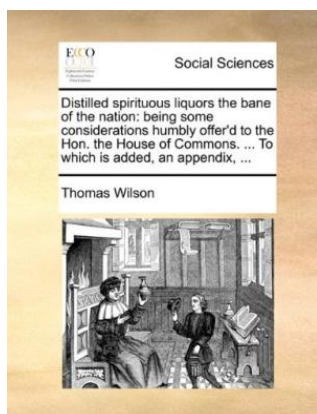 ECCO
Social Sciences
Distilled spirituous liquors the bane
of the nation: being some
considerations humbly offer'd to the
Hon. the House of Commons. ... To
which is added, an appendix, ...
Thomas Wilson